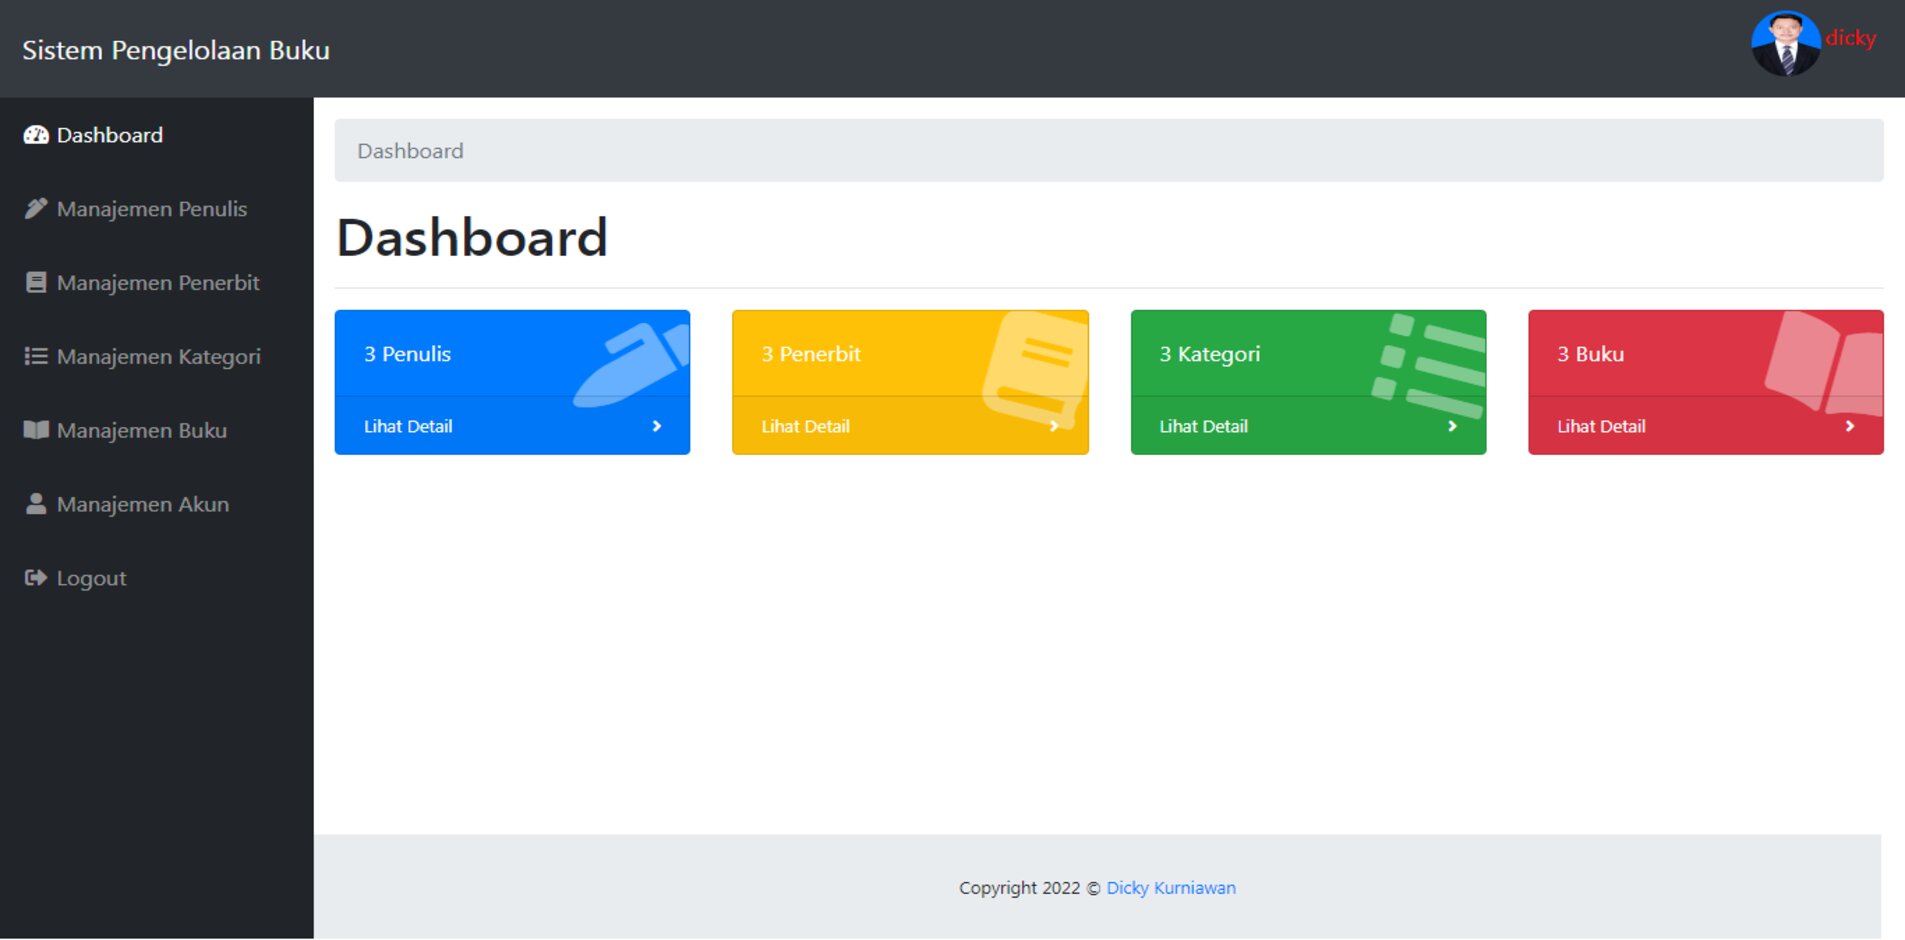 Sistem Pengelolaan Buku
dicky
Dashboard
Manajemen Penulis
Manajemen Penerbit
Manajemen Kategori
Manajemen Buku
Manajemen Akun
Logout
Dashboard
Dashboard
3 Penulis
Lihat Detail
3 Penerbit
Lihat Detail
3 Kategori
Lihat Detail
3 Buku
Lihat Detail
Copyright 2022 © Dicky Kurniawan